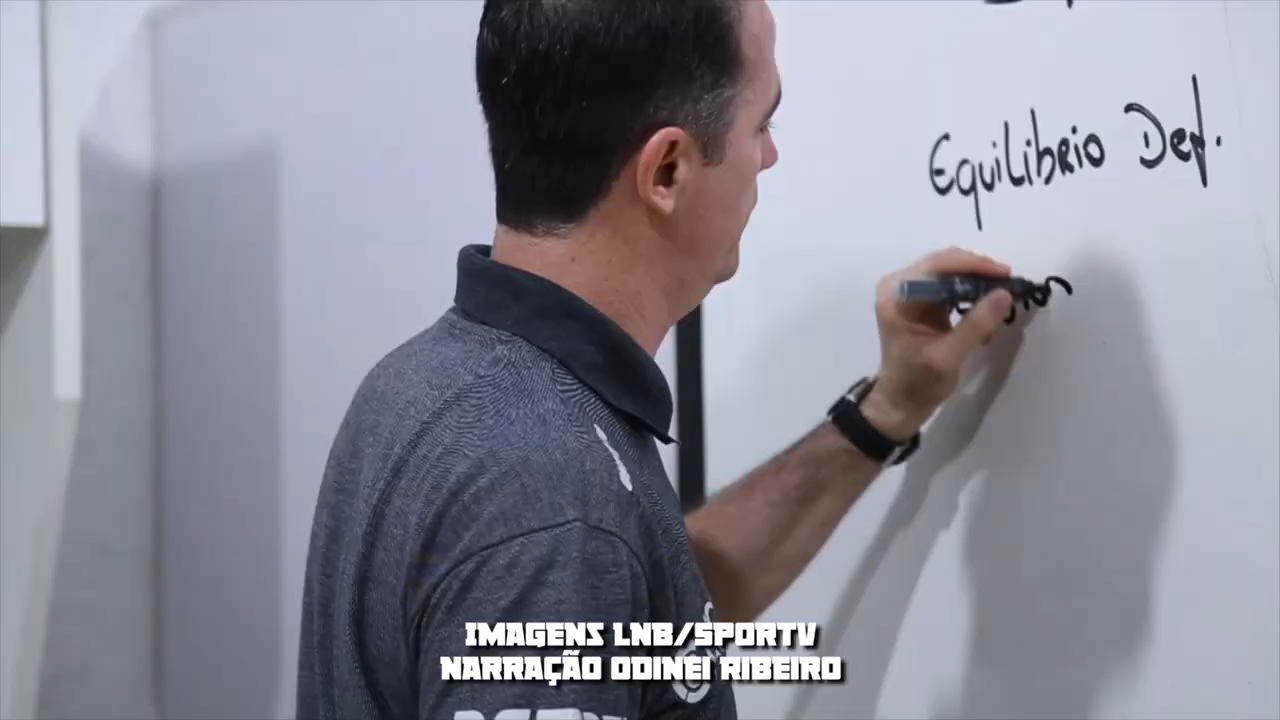 Equilibrio Def.
IMAGENS LNB/SPORTV
NARRAÇÃO ODINEI RIBEIRO